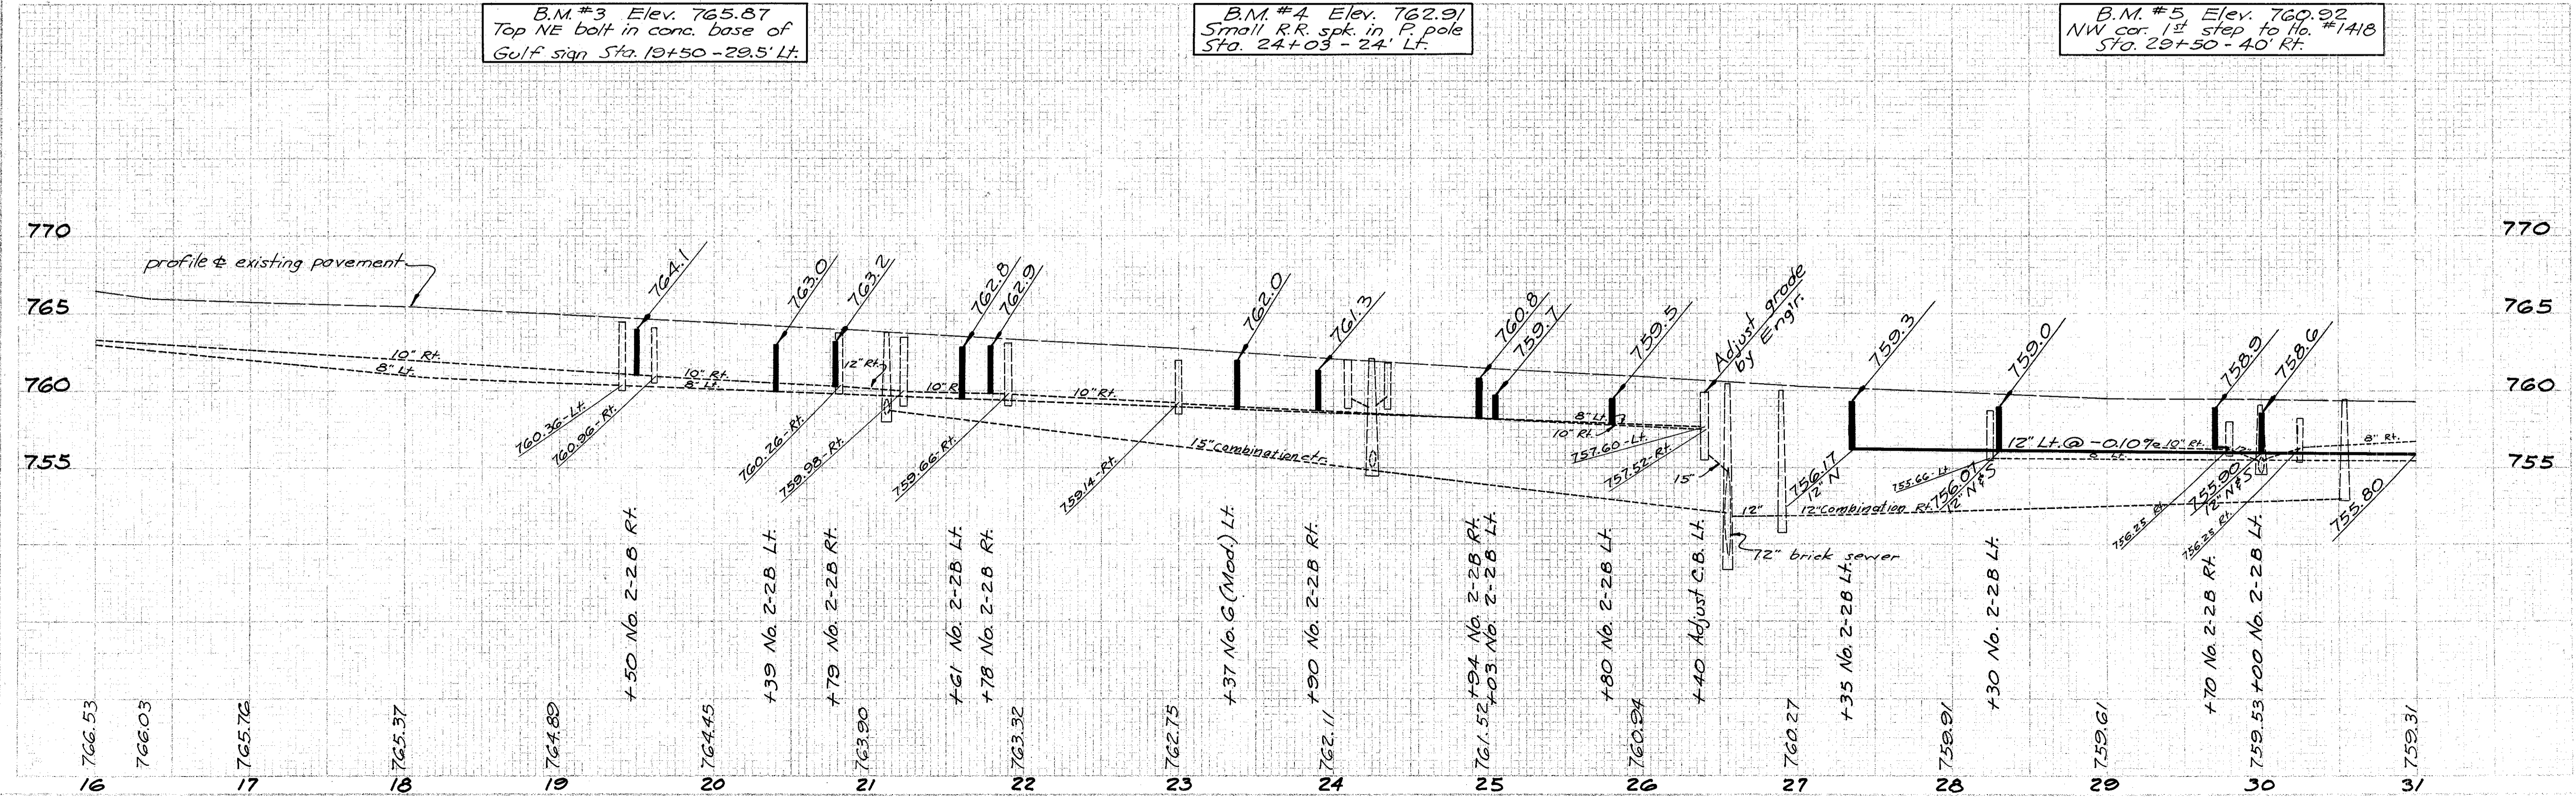 B.M. #3 Elev. 765.87
Top NE bolt in conc. base of
Gulf sign Sta. 19+50-29.5' Lt.
B.M. #4 Elev. 762.91
Small R.R. spk. in P. pole
Sta. 24+03-24' Lt.
B.M. #5 Elev. 760.92
NW cor. 1st step to Ho. #1418
Sta. 29+50-40' Rt.
770
770
profile ℄ existing pavement
764.1
763.0
763.2
762.8
762.9
762.0
761.3
760.8
759.7
759.5
Adjust grade
by Engr.
759.3
759.0
758.9
758.6
765
765
10" Rt.
8" Lt.
10" Rt.
8" Lt.
12" Rt.
10" R
10" Rt.
760
760
8" Lt.
10" Rt.
760.36-Lt.
760.96-Rt.
760.26-Rt.
759.98-Rt.
759.66-Rt.
759.14-Rt.
15" Combination ctr.
757.60-Lt.
757.52-Rt.
15"
12" Lt. @ -0.10%
10" Rt.
8" Lt.
8" Rt.
755
755
756.17
12" N
755.66 Lt.
756.07
12" N & S
756.25 Rt.
755.90
12" N & S
756.25 Rt.
755.80
12"
12" Combination Rt.
72" brick sewer
+50 No. 2-2B Rt.
+39 No. 2-2B Lt.
+79 No. 2-2B Rt.
+61 No. 2-2B Lt.
+78 No. 2-2B Rt.
+37 No. 6 (Mod.) Lt.
+90 No. 2-2B Rt.
+94 No. 2-2B Rt.
+03 No. 2-2B Lt.
+80 No. 2-2B Lt.
+40 Adjust C.B. Lt.
+35 No. 2-2B Lt.
+30 No. 2-2B Lt.
+70 No. 2-2B Rt.
+00 No. 2-2B Lt.
766.53
766.03
765.76
765.37
764.89
764.45
763.90
763.32
762.75
762.11
761.52
760.94
760.27
759.91
759.61
759.53
759.31
16 17 18 19 20 21 22 23 24 25 26 27 28 29 30 31